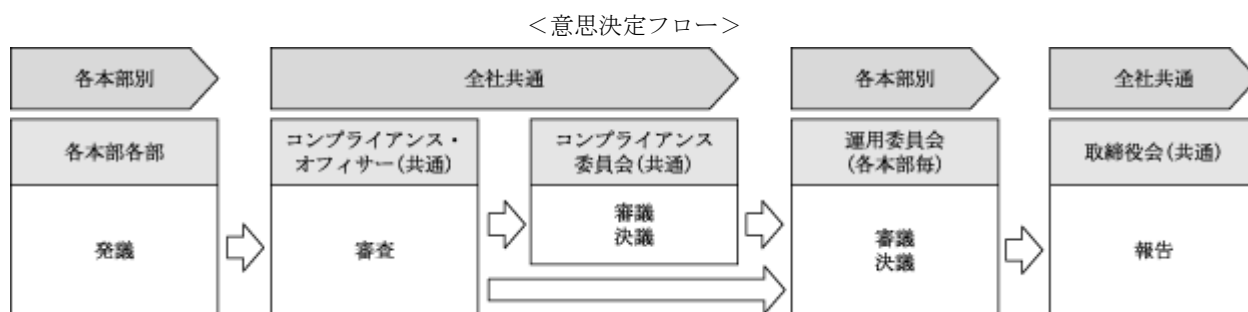 ＜意思決定フロー＞
各本部別
全社共通
各本部別
全社共通
各本部各部
コンプライアンス・
オフィサー(共通)
コンプライアンス
委員会(共通)
運用委員会
(各本部毎)
取締役会(共通)
発議
審査
審議
決議
審議
決議
報告